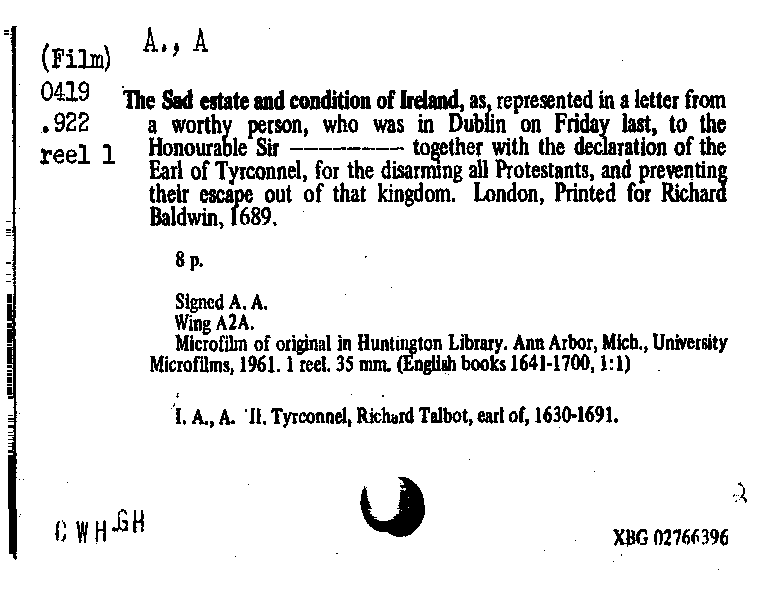 A., A
(Film)
0419
.922
reel 1
The Sad estate and condition of Ireland, as, represented in a letter from
a worthy person, who was in Dublin on Friday last, to the
Honourable Sir ———— together with the declaration of the
Earl of Tyrconnel, for the disarming all Protestants, and preventing
their escape out of that kingdom. London, Printed for Richard
Baldwin, 1689.
8 p.
Signed A. A.
Wing A2A.
Microfilm of original in Huntington Library. Ann Arbor, Mich., University
Microfilms, 1961. 1 reel. 35 mm. (English books 1641-1700, 1:1)
I. A., A. II. Tyrconnel, Richard Talbot, earl of, 1630-1691.
2
C W H GH
XBG 02766396